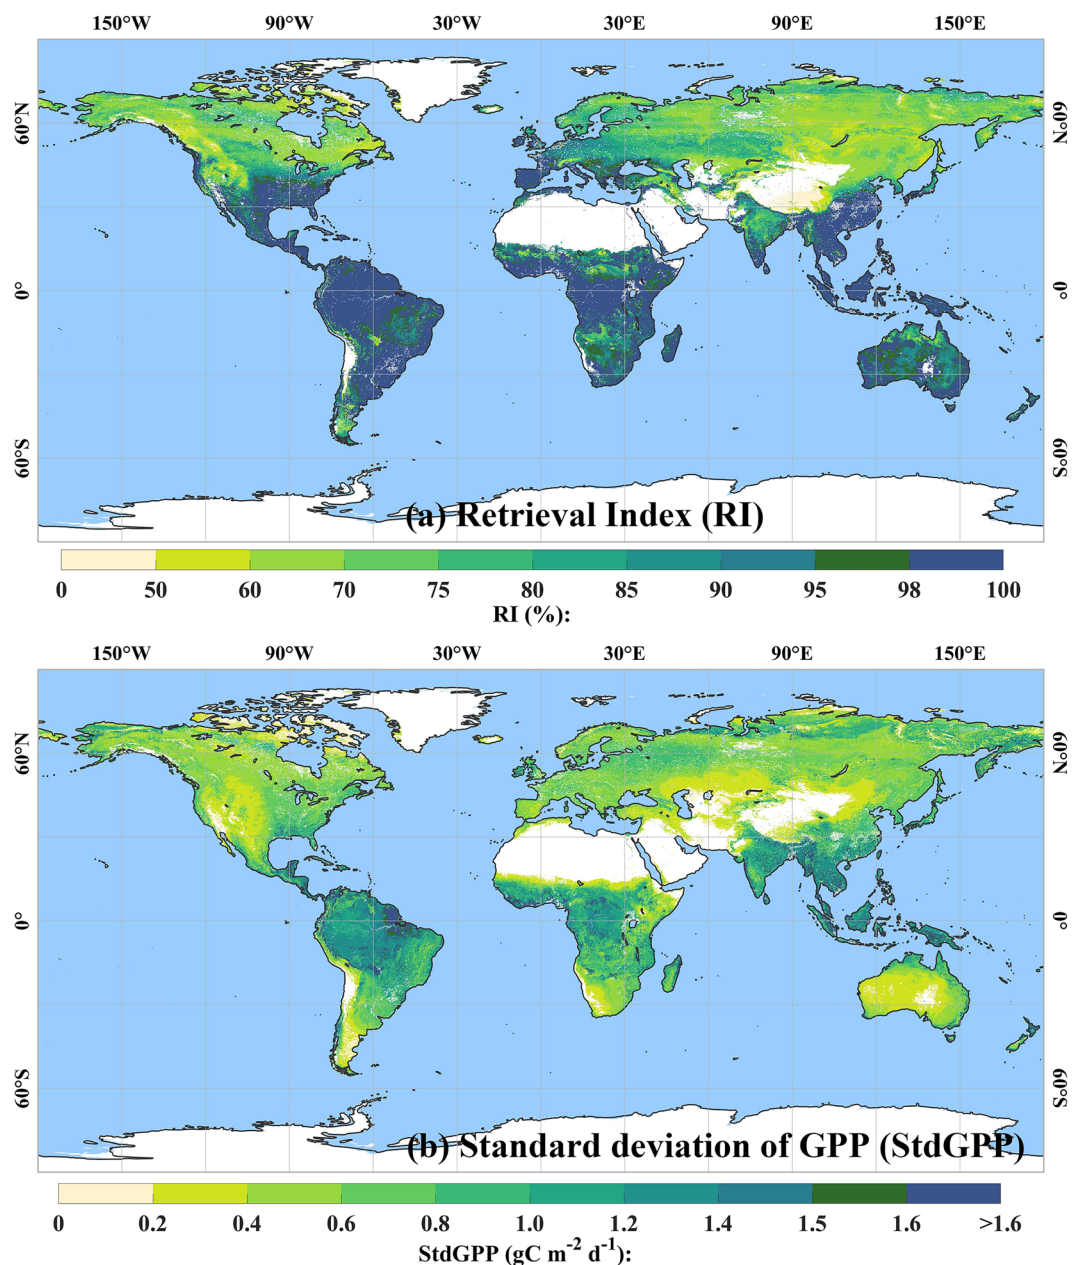 150°W 90°W 30°W 30°E 90°E 150°E
60°N 60°N
0° 0°
60°S 60°S
(a) Retrieval Index (RI)
0 50 60 70 75 80 85 90 95 98 100
RI (%):
150°W 90°W 30°W 30°E 90°E 150°E
60°N 60°N
0° 0°
60°S 60°S
(b) Standard deviation of GPP (StdGPP)
0 0.2 0.4 0.6 0.8 1.0 1.2 1.4 1.5 1.6 >1.6
StdGPP (gC m⁻² d⁻¹):